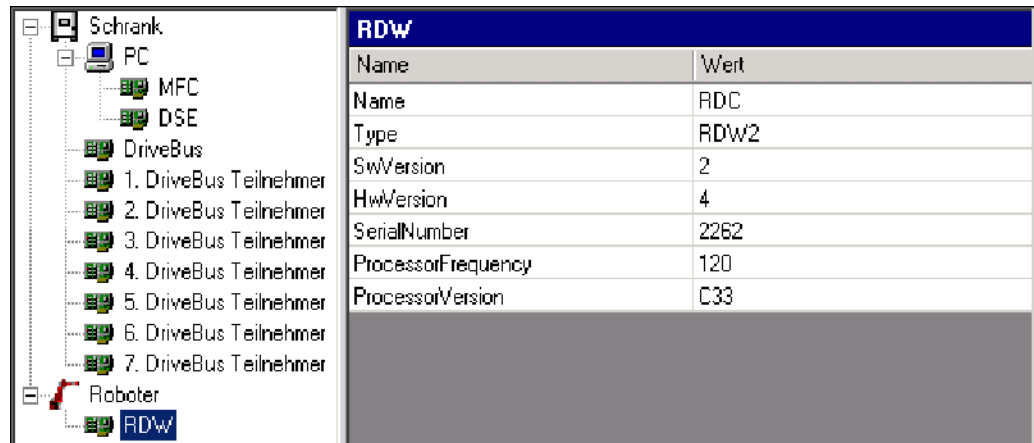 Schrank
PC
MFC
DSE
DriveBus
1. DriveBus Teilnehmer
2. DriveBus Teilnehmer
3. DriveBus Teilnehmer
4. DriveBus Teilnehmer
5. DriveBus Teilnehmer
6. DriveBus Teilnehmer
7. DriveBus Teilnehmer
Roboter
RDW
RDW
Name Wert
Name RDC
Type RDW2
SwVersion 2
HwVersion 4
SerialNumber 2262
ProcessorFrequency 120
ProcessorVersion C33